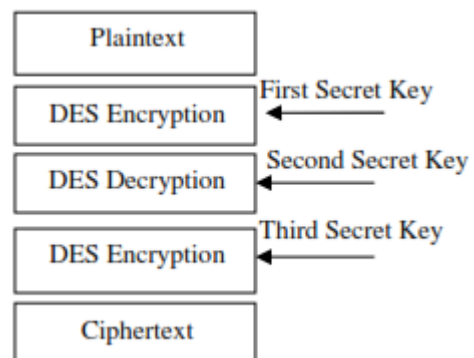 Plaintext
First Secret Key
DES Encryption
Second Secret Key
DES Decryption
Third Secret Key
DES Encryption
Ciphertext